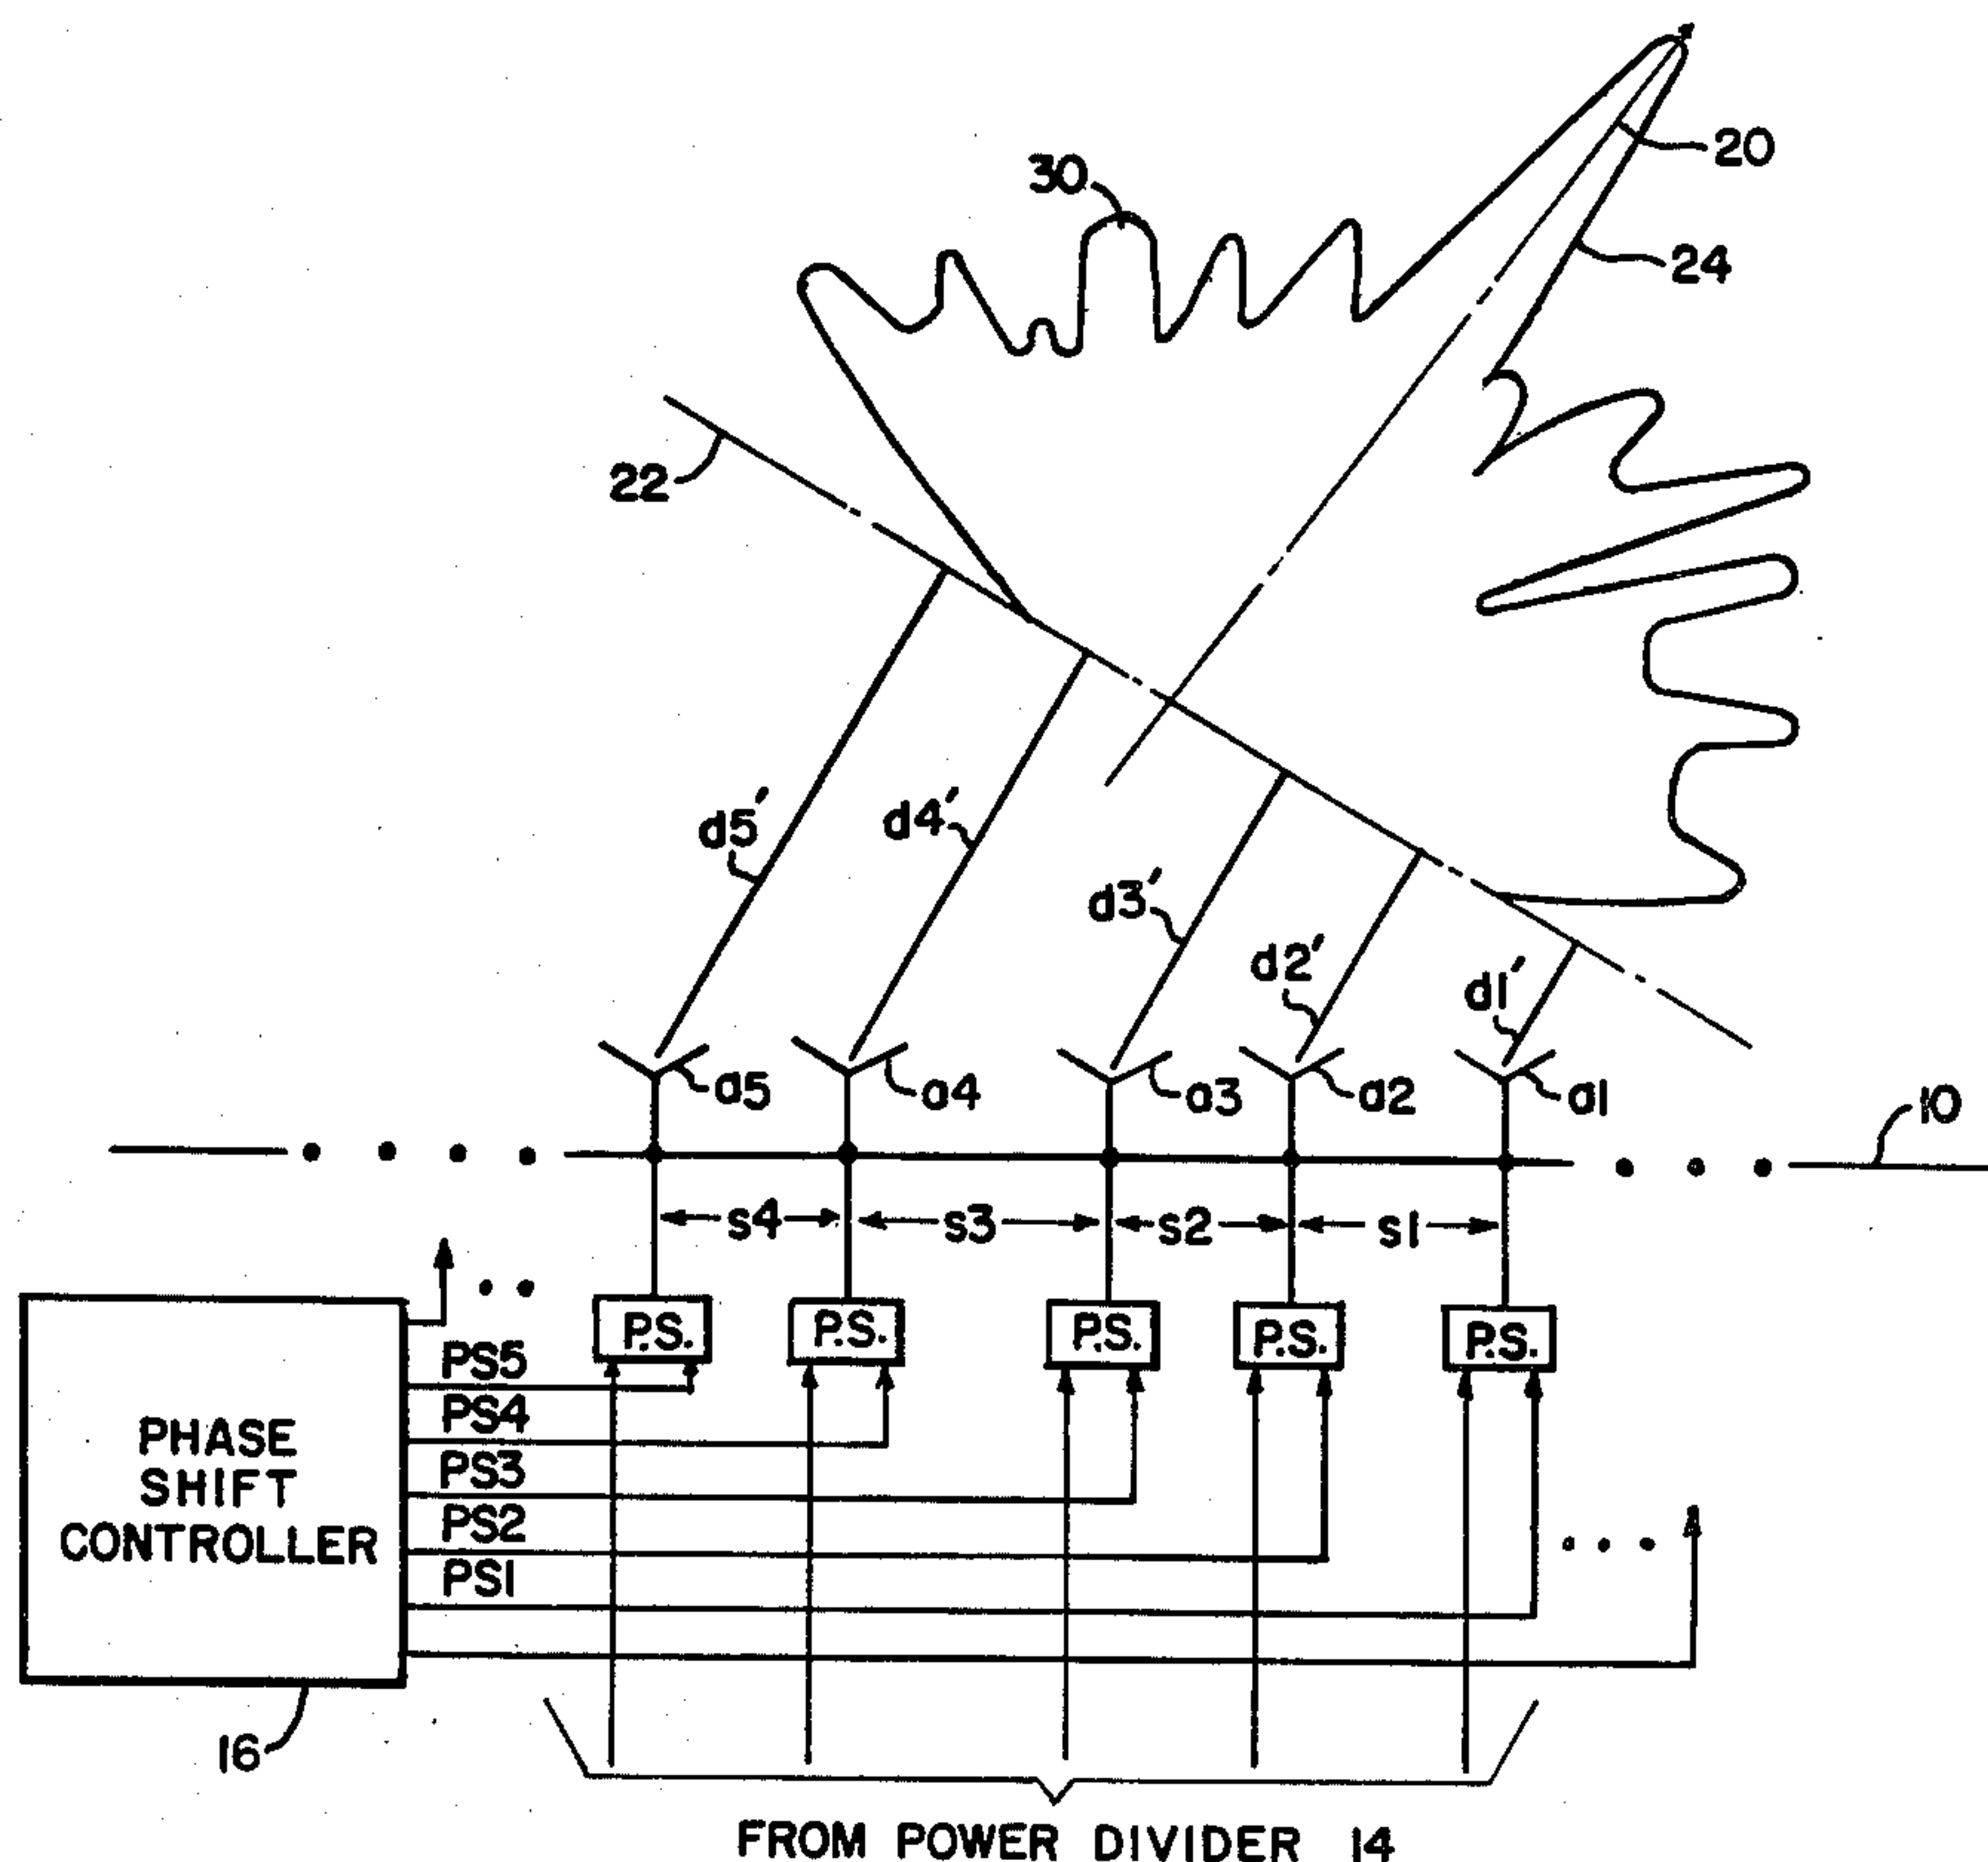 30
20
24
22
d5'
d4'
d3'
d2'
d1'
a5
a4
a3
a2
a1
10
s4
s3
s2
s1
P.S.
P.S.
P.S.
P.S.
P.S.
PS5
PS4
PS3
PS2
PS1
PHASE
SHIFT
CONTROLLER
16
FROM POWER DIVIDER 14